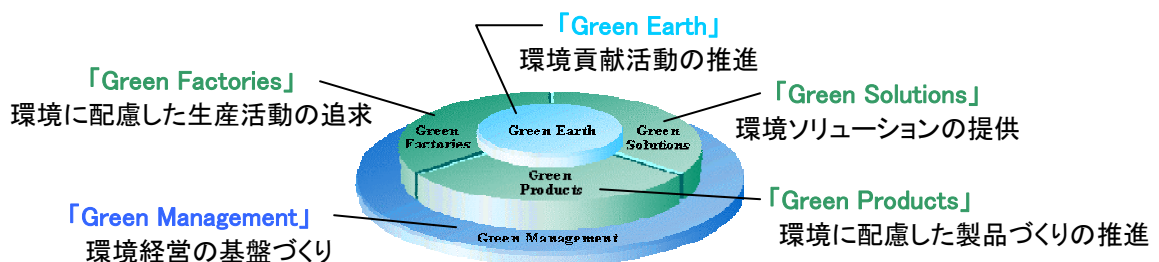 「Green Earth」
環境貢献活動の推進
「Green Factories」
環境に配慮した生産活動の追求
「Green Solutions」
環境ソリューションの提供
Green Earth
Green
Factories
Green
Solutions
Green
Products
Green Management
「Green Management」
環境経営の基盤づくり
「Green Products」
環境に配慮した製品づくりの推進